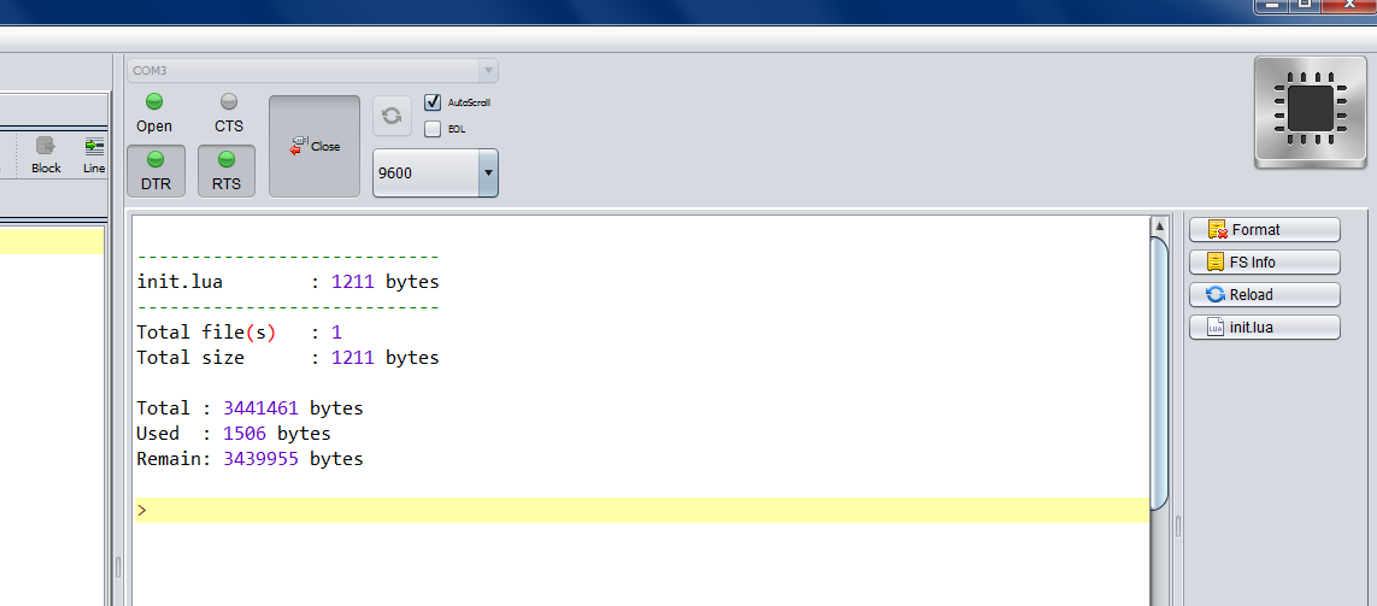 COM3
Open
CTS
DTR
RTS
Close
AutoScroll
EOL
9600
Block
Line
---------------------------
init.lua        : 1211 bytes
---------------------------
Total file(s)   : 1
Total size      : 1211 bytes
Total : 3441461 bytes
Used  : 1506 bytes
Remain: 3439955 bytes
>
Format
FS Info
Reload
LUA init.lua